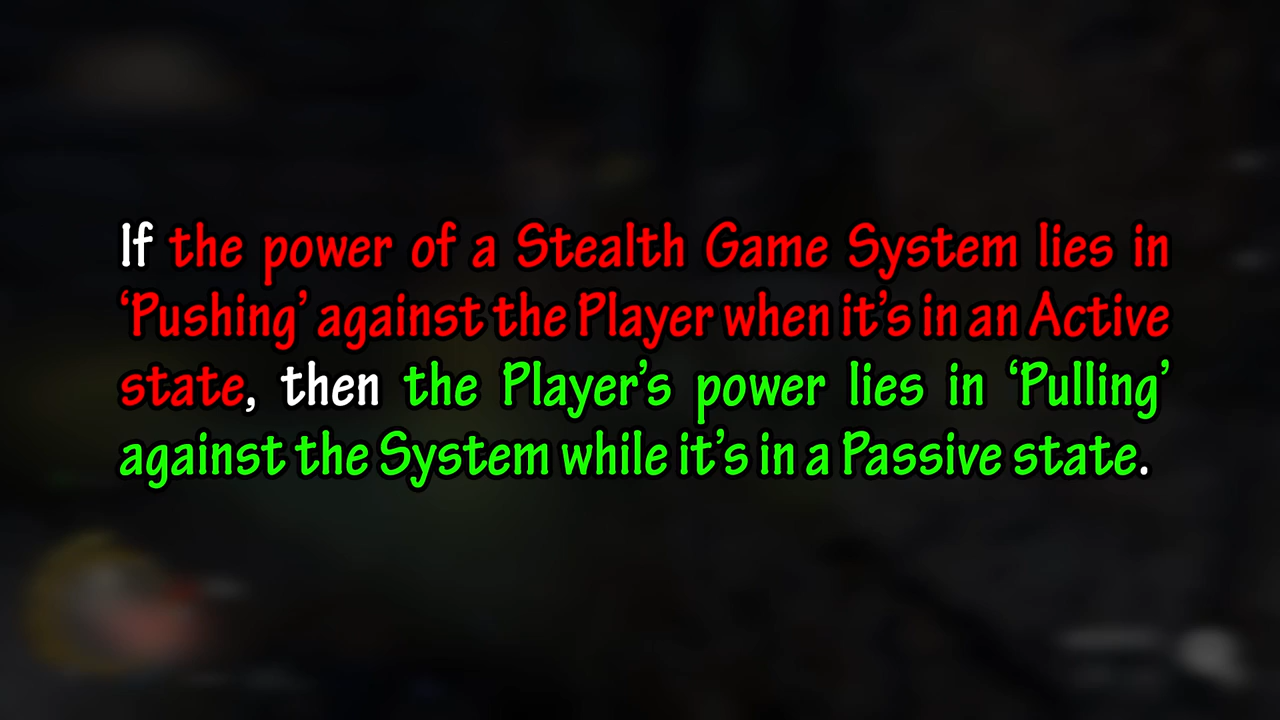 If the power of a Stealth Game System lies in
‘Pushing’ against the Player when it’s in an Active
state, then the Player’s power lies in ‘Pulling’
against the System while it’s in a Passive state.